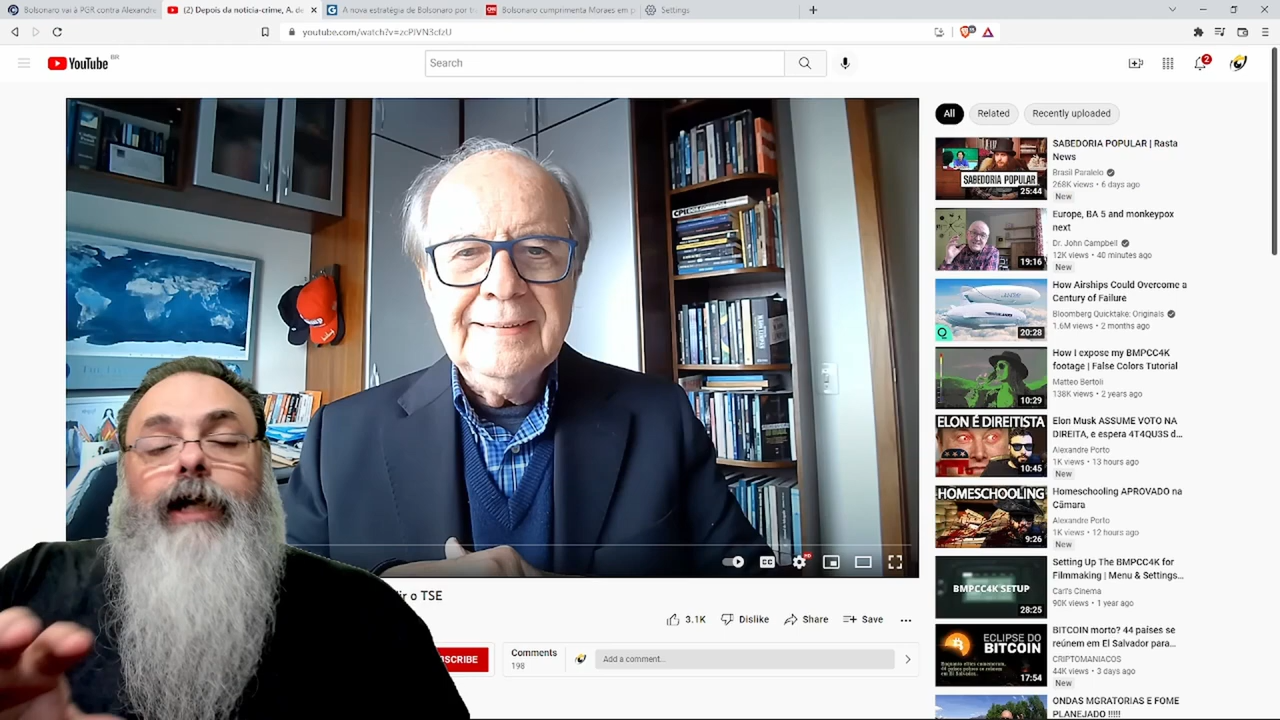 Bolsonaro vai à PGR contra Alexandre
(2) Depois da notícia-crime, A. de
A nova estratégia de Bolsonaro por tr
Bolsonaro cumprimenta Moraes em p
Settings
YouTube BR
Search
2
All
Related
Recently uploaded
SABEDORIA POPULAR
25:44
SABEDORIA POPULAR | Rasta
News
Brasil Paralelo
268K views • 6 days ago
New
19:16
Europe, BA 5 and monkeypox
next
Dr. John Campbell
12K views • 40 minutes ago
New
20:28
How Airships Could Overcome a
Century of Failure
Bloomberg Quicktake: Originals
1.6M views • 2 months ago
10:29
How I expose my BMPCC4K
footage | False Colors Tutorial
Matteo Bertoli
138K views • 2 years ago
ELON É DIREITISTA
10:45
Elon Musk ASSUME VOTO NA
DIREITA, e espera 4T4QU3S d...
Alexandre Porto
1K views • 13 hours ago
New
HOMESCHOOLING
9:26
Homeschooling APROVADO na
Câmara
Alexandre Porto
1K views • 12 hours ago
New
BMPCC4K SETUP
28:25
Setting Up The BMPCC4K for
Filmmaking | Menu & Settings...
Carl's Cinema
90K views • 1 year ago
ECLIPSE DO
BITCOIN
17:54
BITCOIN morto? 44 países se
reúnem em El Salvador para...
CRIPTOMANIACOS
44K views • 3 days ago
New
ONDAS MGRATORIAS E FOME
PLANEJADO !!!!!
CC
HD
ir o TSE
3.1K
Dislike
Share
Save
SCRIBE
Comments
198
Add a comment...